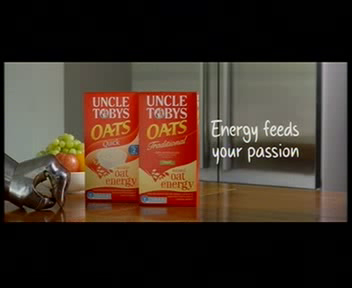 UNCLE
TOBYS
OATS
Quick
oat
energy
UNCLE
TOBYS
OATS
Traditional
oat
energy
Energy feeds
your passion